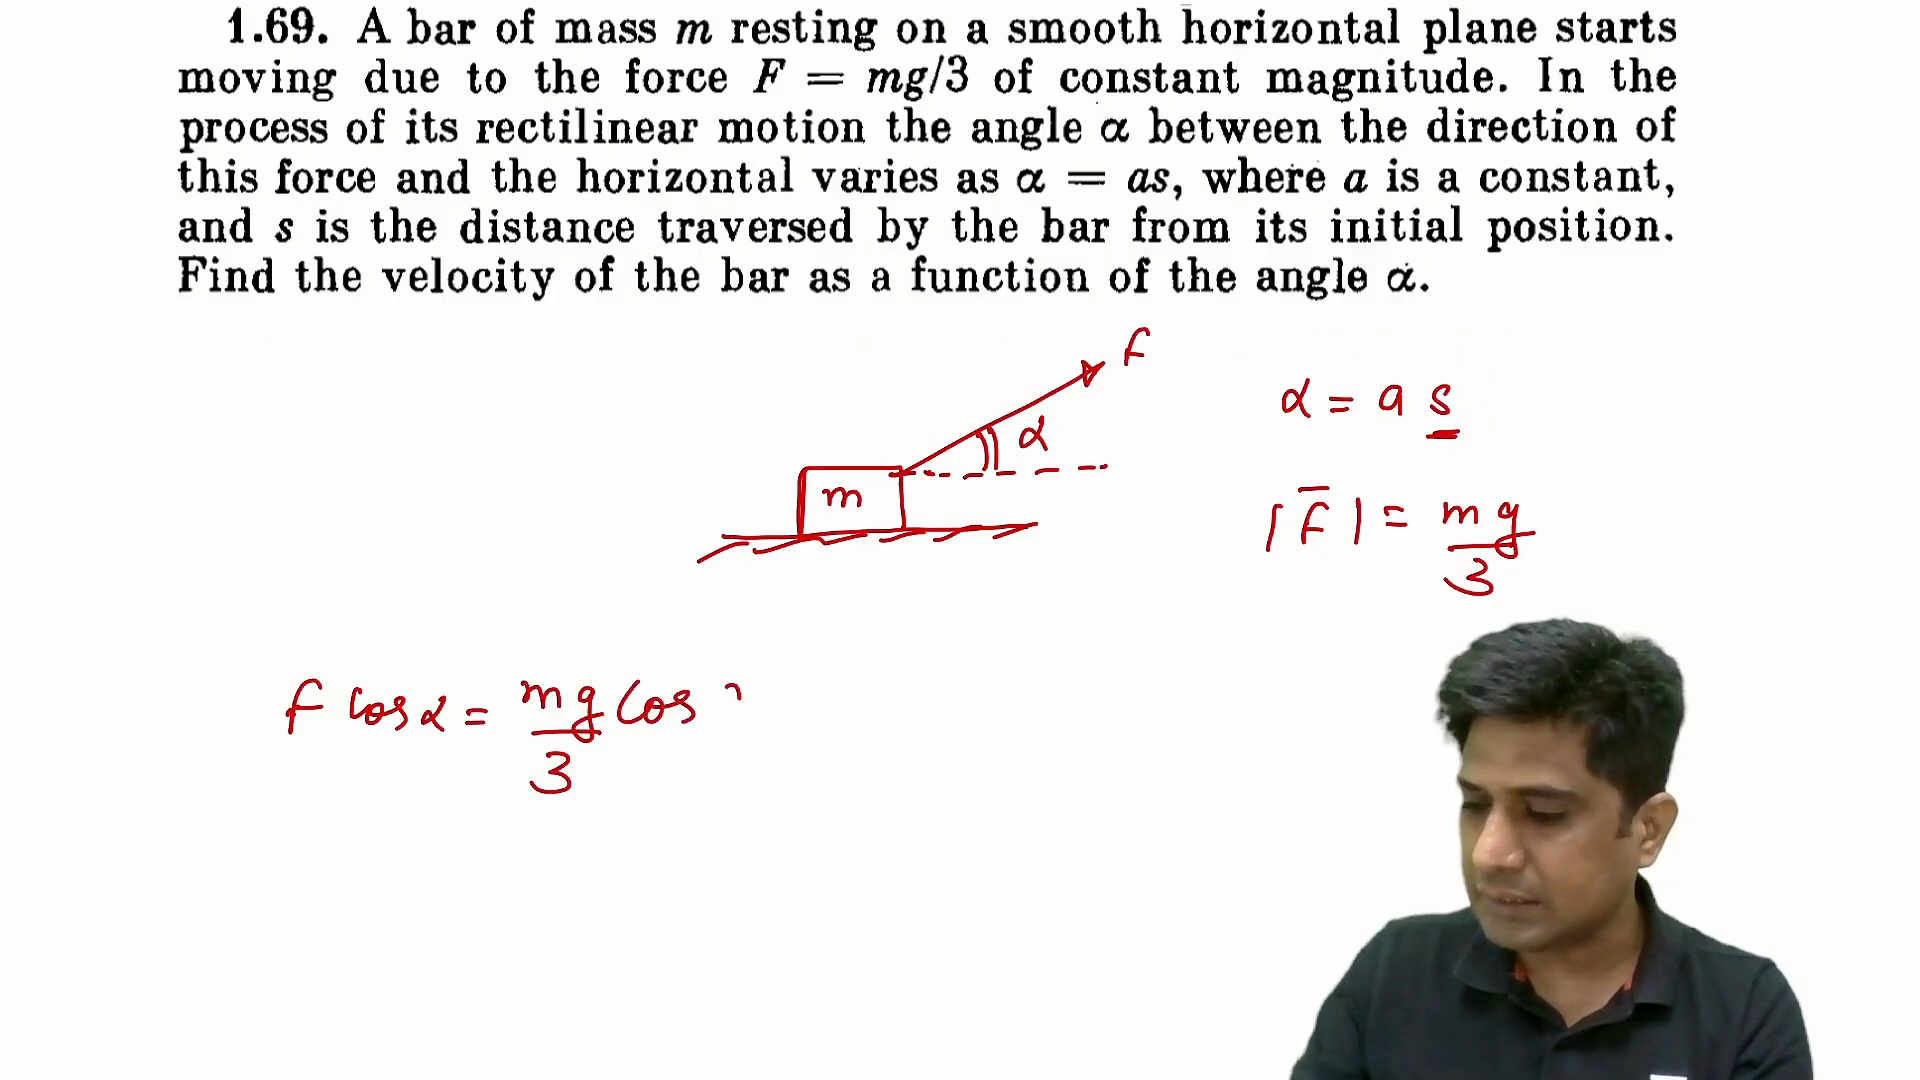 1.69. A bar of mass m resting on a smooth horizontal plane starts
moving due to the force F = mg/3 of constant magnitude. In the
process of its rectilinear motion the angle α between the direction of
this force and the horizontal varies as α = as, where a is a constant,
and s is the distance traversed by the bar from its initial position.
Find the velocity of the bar as a function of the angle α.
F
α
m
α = a s
|F̅| = mg/3
F cosα = mg/3 cos